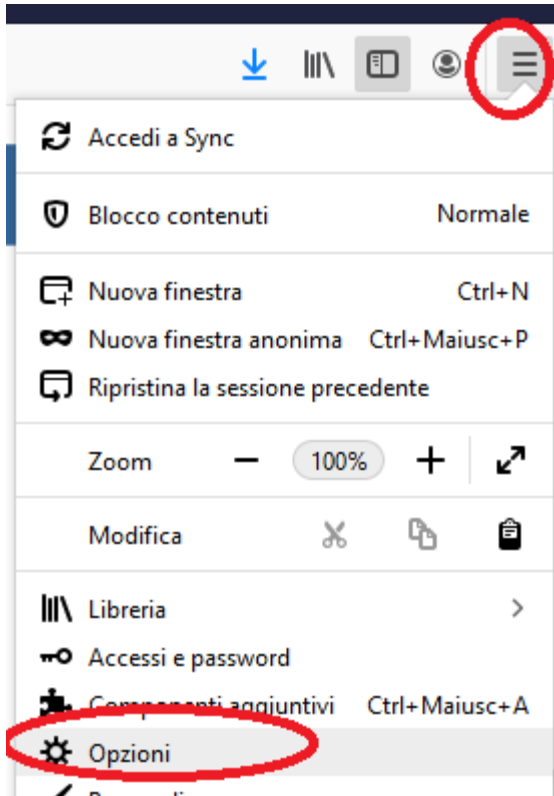 Accedi a Sync
Blocco contenuti Normale
Nuova finestra Ctrl+N
Nuova finestra anonima Ctrl+Maiusc+P
Ripristina la sessione precedente
Zoom 100%
Modifica
Libreria
Accessi e password
Componenti aggiuntivi Ctrl+Maiusc+A
Opzioni